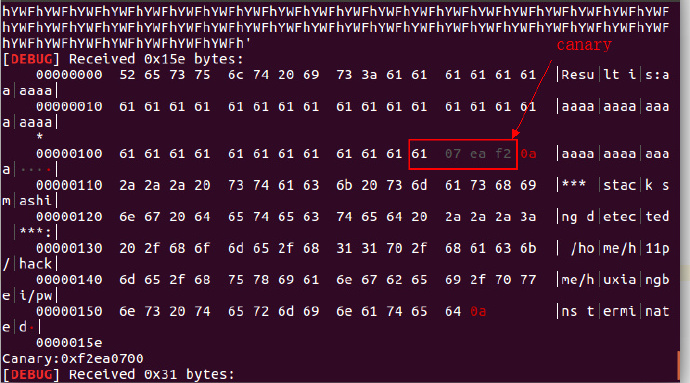 hYWFhYWFhYWFhYWFhYWFhYWFhYWFhYWFhYWFhYWFhYWFhYWFhYWFhYWFhYWFhYWFhYWFhYWFhYWFhYWF
hYWFhYWFhYWFhYWFhYWFhYWFhYWFhYWFhYWFhYWFhYWFhYWFhYWFhYWFhYWFhYWFhYWFhYWFhYWFhYWF
hYWFhYWFhYWFhYWFhYWFhYWFhYWFh'
canary
[DEBUG] Received 0x15e bytes:
00000000 52 65 73 75 6c 74 20 69 73 3a 61 61 61 61 61 61 |Resu|lt i|s:a
a|aaaa|
00000010 61 61 61 61 61 61 61 61 61 61 61 61 61 61 61 61 |aaaa|aaaa|aaa
a|aaaa|
*
00000100 61 61 61 61 61 61 61 61 61 61 61 61 07 ea f2 0a |aaaa|aaaa|aaa
a|····|
00000110 2a 2a 2a 20 73 74 61 63 6b 20 73 6d 61 73 68 69 |*** |stac|k s
m|ashi|
00000120 6e 67 20 64 65 74 65 63 74 65 64 20 2a 2a 2a 3a |ng d|etec|ted
|***:|
00000130 20 2f 68 6f 6d 65 2f 68 31 31 70 2f 68 61 63 6b | /ho|me/h|11p
/|hack|
00000140 6d 65 2f 68 75 78 69 61 6e 67 62 65 69 2f 70 77 |me/h|uxia|ngb
e|i/pw|
00000150 6e 73 20 74 65 72 6d 69 6e 61 74 65 64 0a |ns t|ermi|nate
d·|
0000015e
Canary:0xf2ea0700
[DEBUG] Received 0x31 bytes: